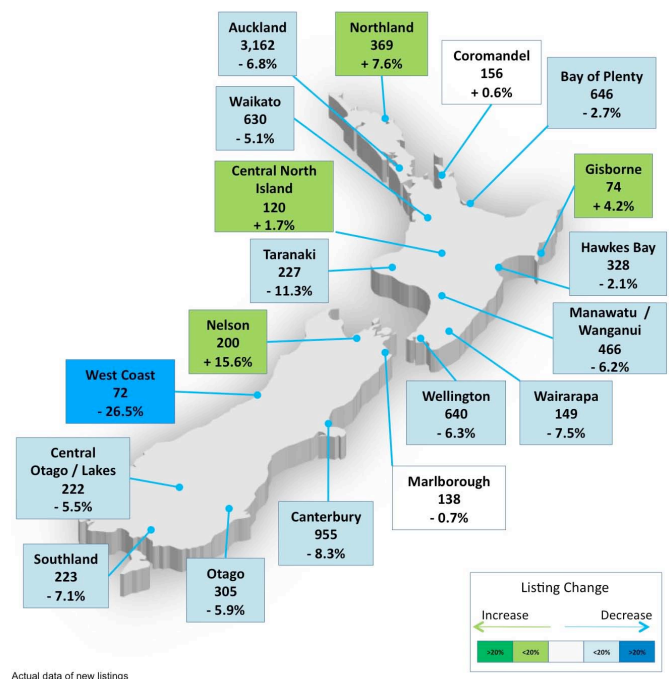 Auckland
3,162
- 6.8%
Northland
369
+ 7.6%
Coromandel
156
+ 0.6%
Bay of Plenty
646
- 2.7%
Waikato
630
- 5.1%
Central North
Island
120
+ 1.7%
Gisborne
74
+ 4.2%
Taranaki
227
- 11.3%
Hawkes Bay
328
- 2.1%
Nelson
200
+ 15.6%
Manawatu /
Wanganui
466
- 6.2%
West Coast
72
- 26.5%
Wellington
640
- 6.3%
Wairarapa
149
- 7.5%
Central
Otago / Lakes
222
- 5.5%
Marlborough
138
- 0.7%
Canterbury
955
- 8.3%
Southland
223
- 7.1%
Otago
305
- 5.9%
Listing Change
Increase Decrease
>20% <20% <20% >20%
Actual data of new listings